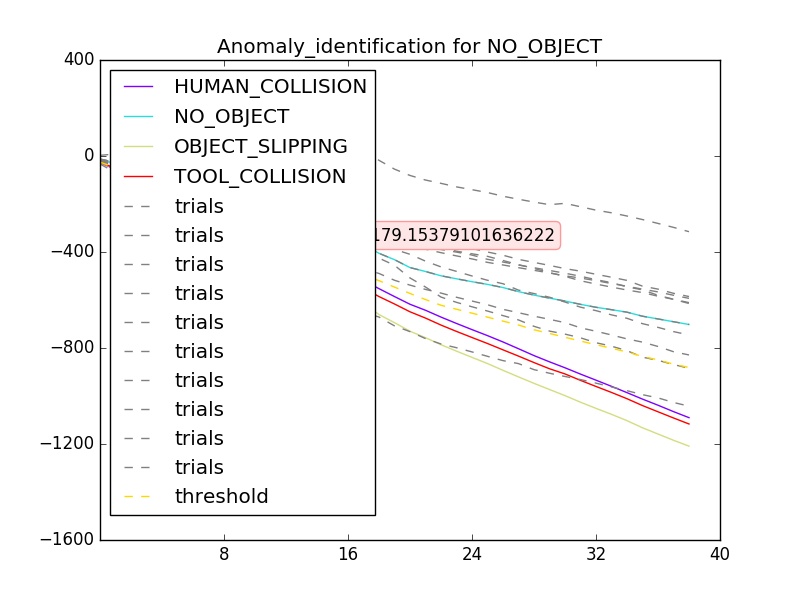 Anomaly_identification for NO_OBJECT
400
0
−400
−800
−1200
−1600
HUMAN_COLLISION
NO_OBJECT
OBJECT_SLIPPING
TOOL_COLLISION
trials
trials
trials
trials
trials
trials
trials
trials
trials
trials
threshold
179.15379101636222
8 16 24 32 40